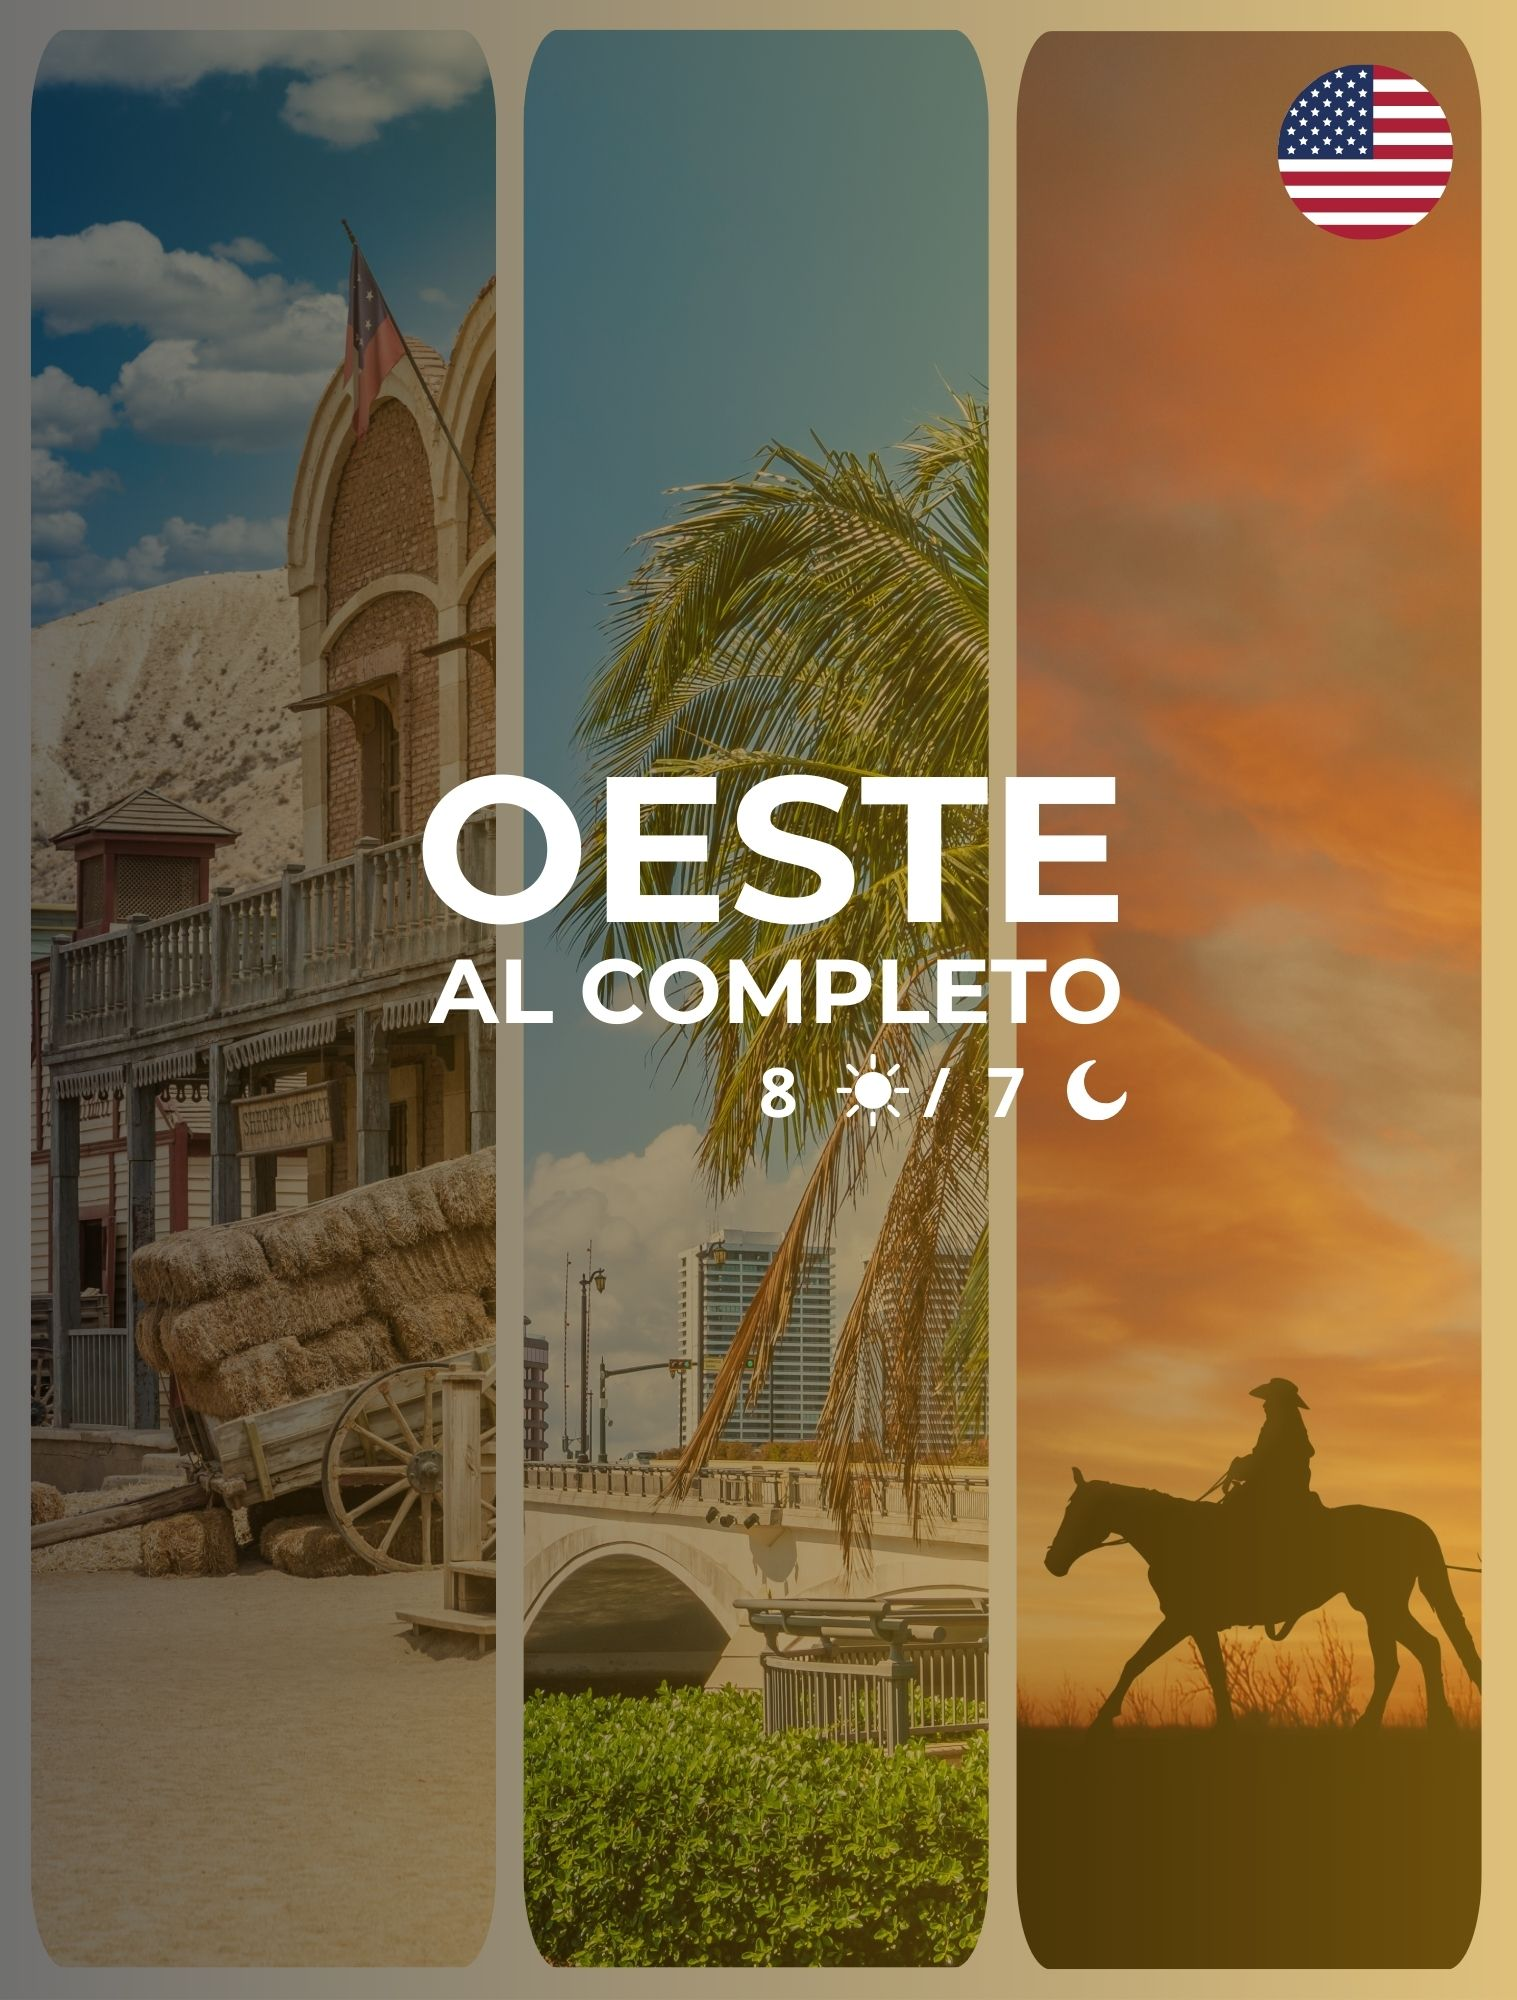 OESTE
AL COMPLETO
8 ☀/ 7 ☾
SHERIFF'S OFFICE